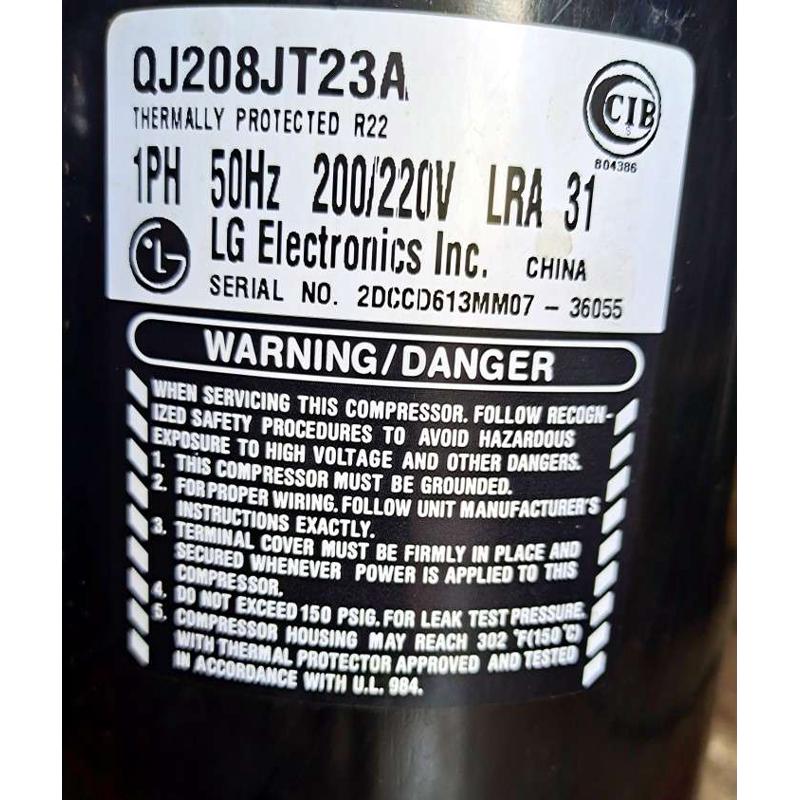 QJ208JT23A
THERMALLY PROTECTED R22
CIB
S
804386
1PH 50Hz 200/220V LRA 31
LG Electronics Inc. CHINA
SERIAL NO. 2DCCD613MM07 - 36055
WARNING/DANGER
WHEN SERVICING THIS COMPRESSOR. FOLLOW RECOGN-
IZED SAFETY PROCEDURES TO AVOID HAZARDOUS
EXPOSURE TO HIGH VOLTAGE AND OTHER DANGERS.
1. THIS COMPRESSOR MUST BE GROUNDED.
2. FOR PROPER WIRING. FOLLOW UNIT MANUFACTURER'S
INSTRUCTIONS EXACTLY.
3. TERMINAL COVER MUST BE FIRMLY IN PLACE AND
SECURED WHENEVER POWER IS APPLIED TO THIS
COMPRESSOR.
4. DO NOT EXCEED 150 PSIG. FOR LEAK TEST PRESSURE.
5. COMPRESSOR HOUSING MAY REACH 302 °F(150 °C)
WITH THERMAL PROTECTOR APPROVED AND TESTED
IN ACCORDANCE WITH U.L. 984.